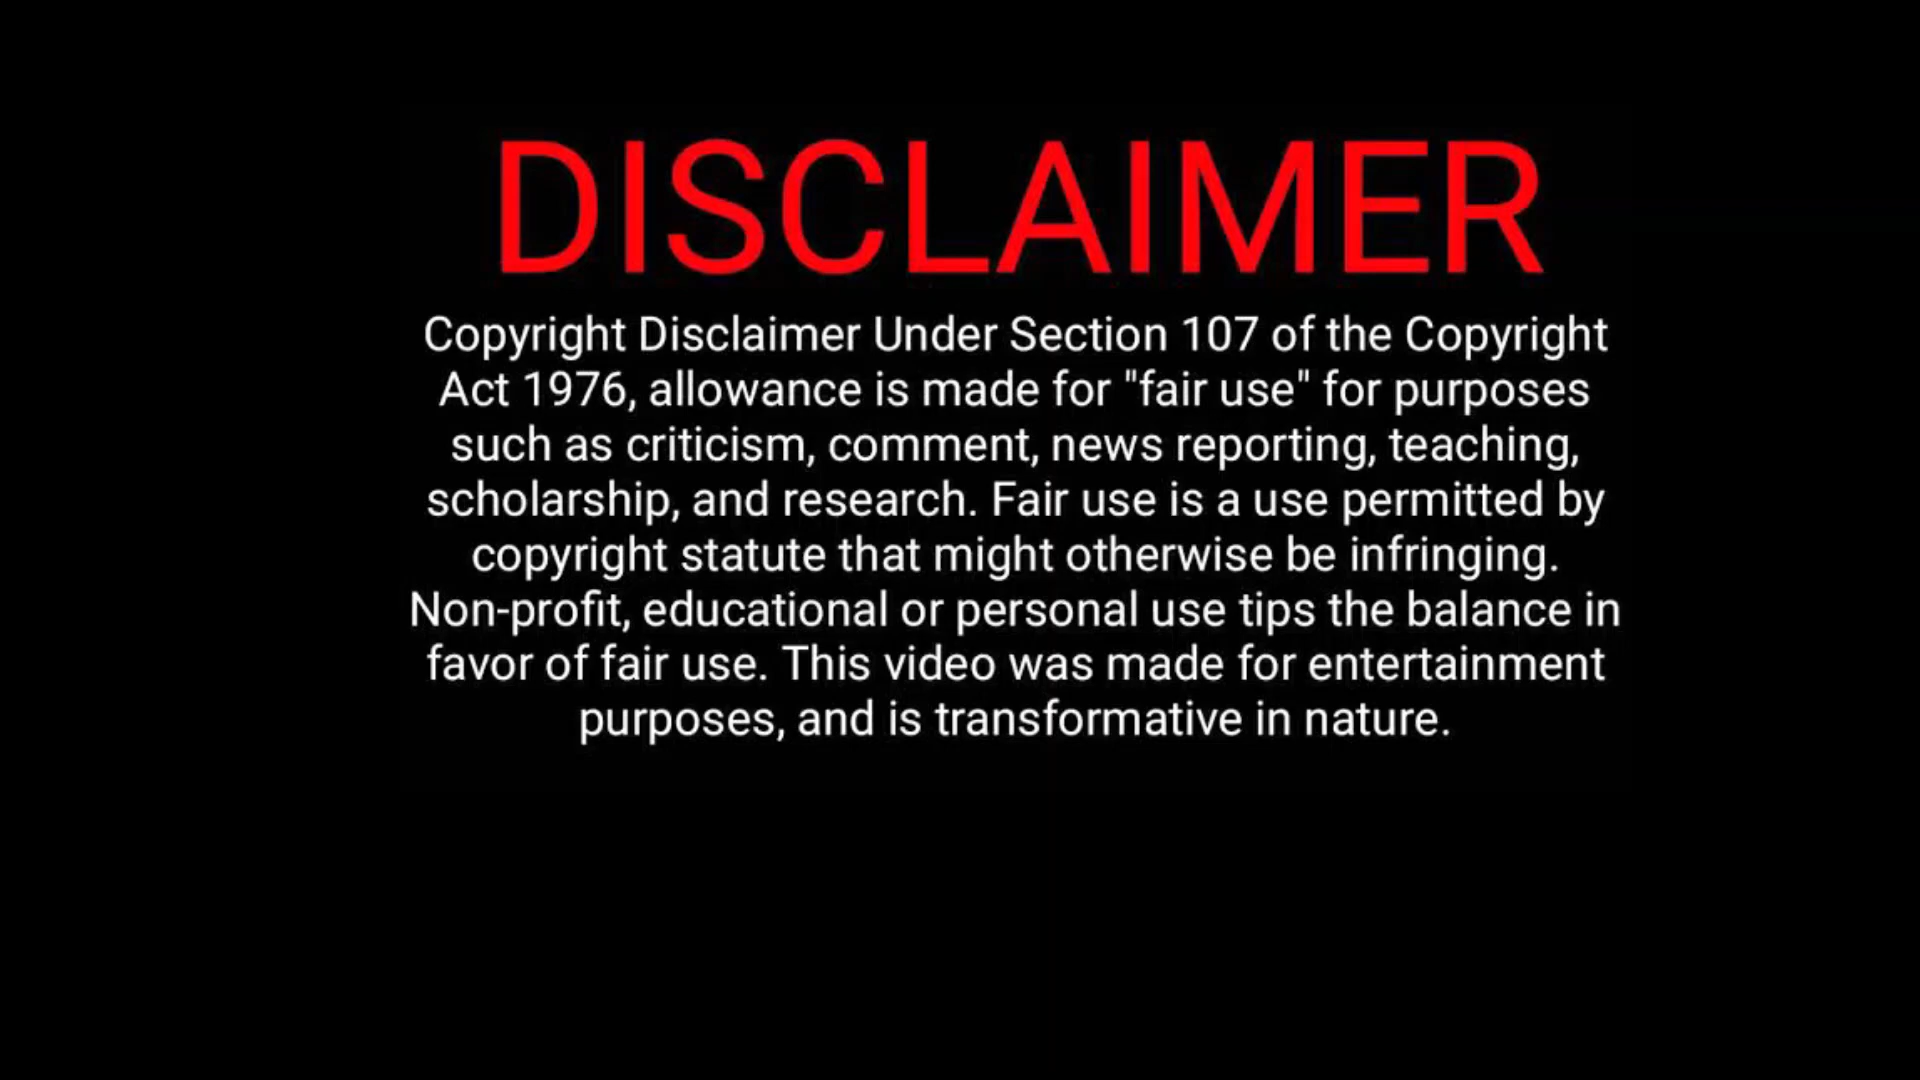 DISCLAIMER
Copyright Disclaimer Under Section 107 of the Copyright
Act 1976, allowance is made for "fair use" for purposes
such as criticism, comment, news reporting, teaching,
scholarship, and research. Fair use is a use permitted by
copyright statute that might otherwise be infringing.
Non-profit, educational or personal use tips the balance in
favor of fair use. This video was made for entertainment
purposes, and is transformative in nature.